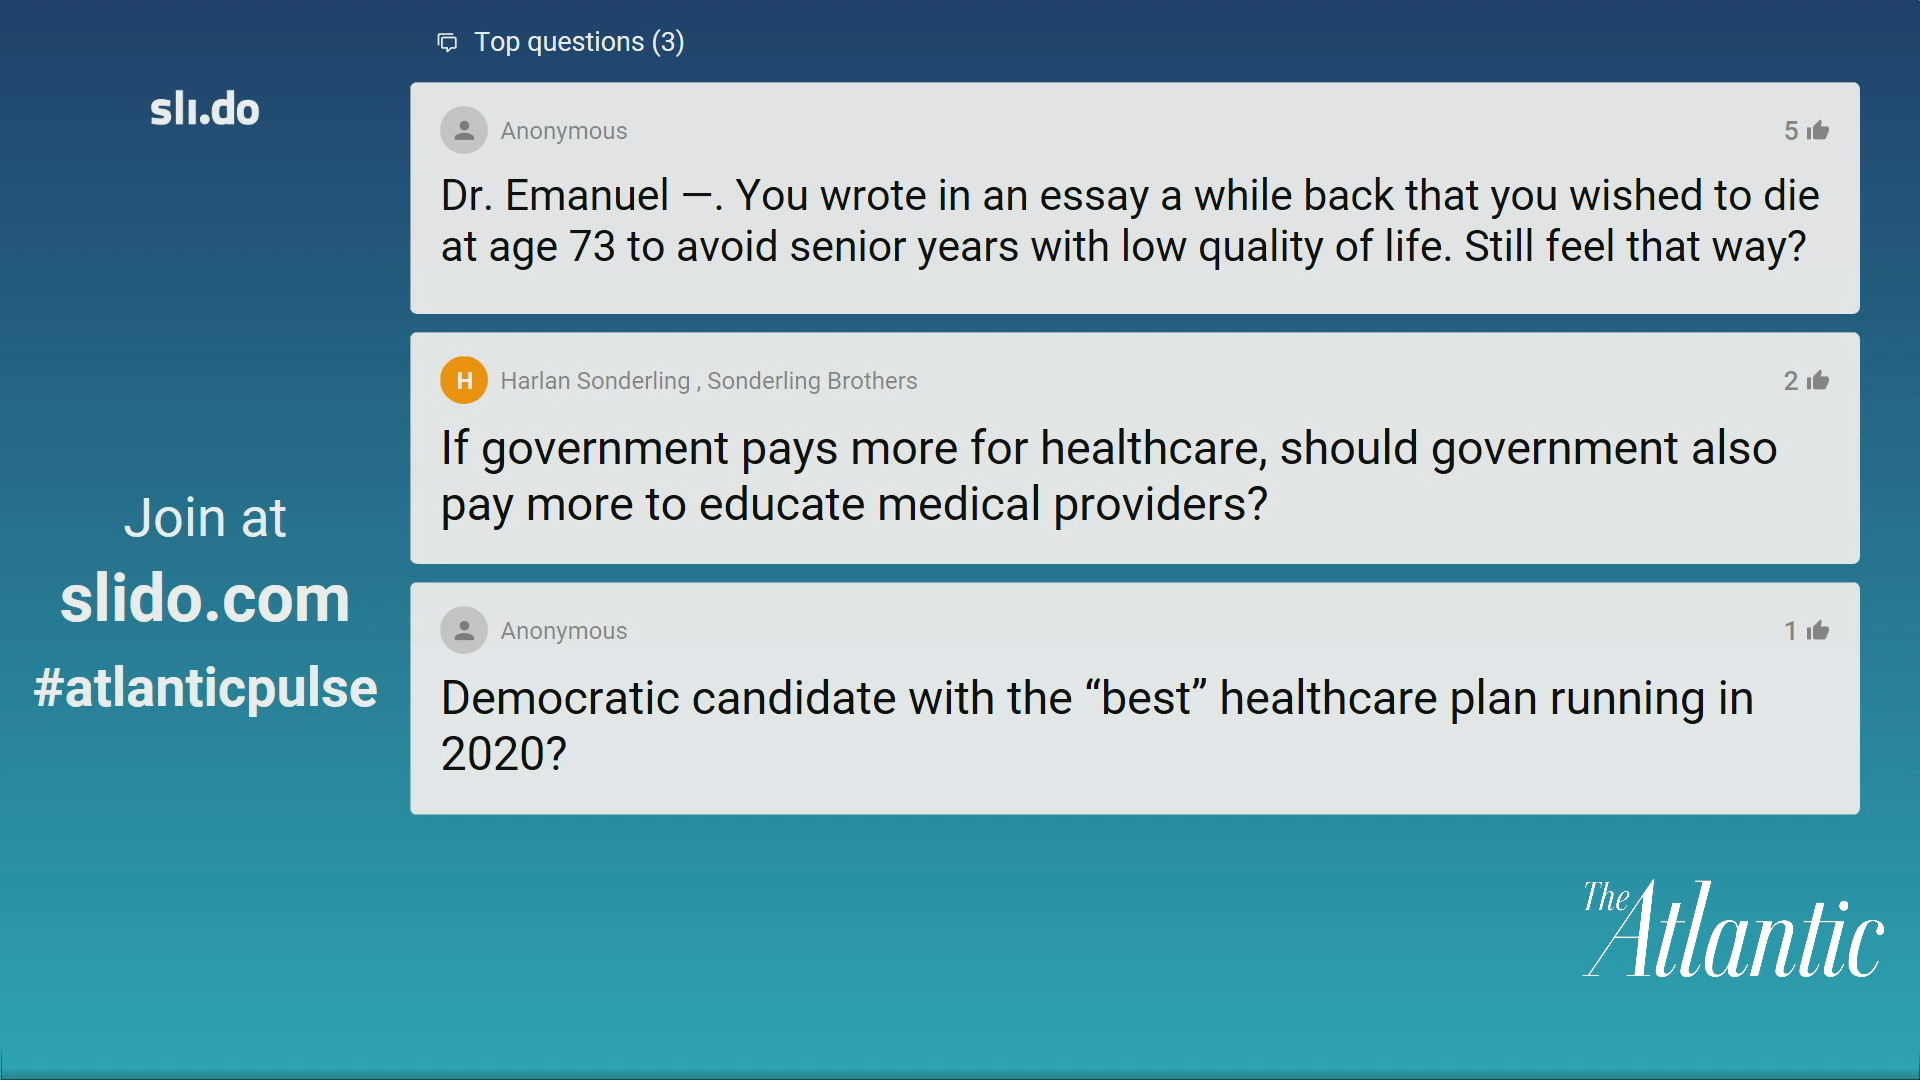 Top questions (3)
sli.do
Anonymous
5
Dr. Emanuel —. You wrote in an essay a while back that you wished to die
at age 73 to avoid senior years with low quality of life. Still feel that way?
H
Harlan Sonderling , Sonderling Brothers
2
If government pays more for healthcare, should government also
pay more to educate medical providers?
Join at
slido.com
#atlanticpulse
Anonymous
1
Democratic candidate with the “best” healthcare plan running in
2020?
The
Atlantic